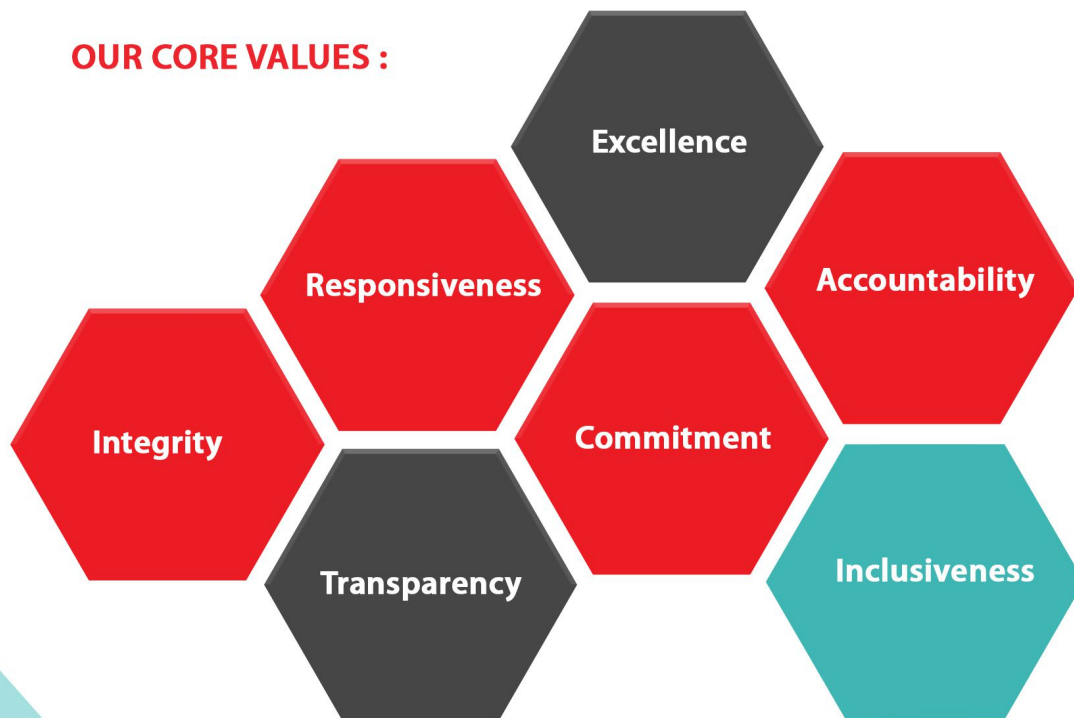 OUR CORE VALUES :
Excellence
Responsiveness
Accountability
Integrity
Commitment
Transparency
Inclusiveness